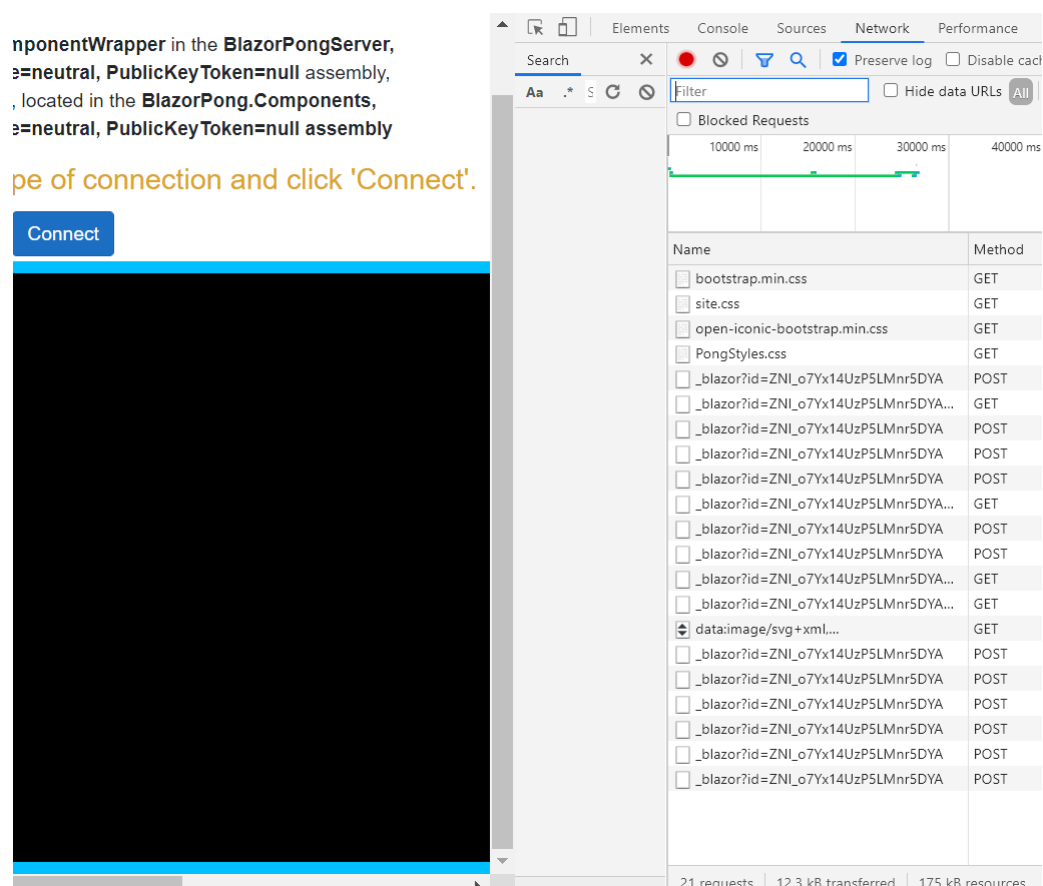 mponentWrapper in the BlazorPongServer,
e=neutral, PublicKeyToken=null assembly,
, located in the BlazorPong.Components,
e=neutral, PublicKeyToken=null assembly
pe of connection and click 'Connect'.
Connect
Elements Console Sources Network Performance
Search
Preserve log Disable cach
Aa .* S
Filter
Hide data URLs All
Blocked Requests
10000 ms 20000 ms 30000 ms 40000 ms
Name Method
bootstrap.min.css GET
site.css GET
open-iconic-bootstrap.min.css GET
PongStyles.css GET
_blazor?id=ZNI_o7Yx14UzP5LMnr5DYA POST
_blazor?id=ZNI_o7Yx14UzP5LMnr5DYA... GET
_blazor?id=ZNI_o7Yx14UzP5LMnr5DYA POST
_blazor?id=ZNI_o7Yx14UzP5LMnr5DYA POST
_blazor?id=ZNI_o7Yx14UzP5LMnr5DYA POST
_blazor?id=ZNI_o7Yx14UzP5LMnr5DYA... GET
_blazor?id=ZNI_o7Yx14UzP5LMnr5DYA POST
_blazor?id=ZNI_o7Yx14UzP5LMnr5DYA POST
_blazor?id=ZNI_o7Yx14UzP5LMnr5DYA... GET
_blazor?id=ZNI_o7Yx14UzP5LMnr5DYA... GET
data:image/svg+xml,... GET
_blazor?id=ZNI_o7Yx14UzP5LMnr5DYA POST
_blazor?id=ZNI_o7Yx14UzP5LMnr5DYA POST
_blazor?id=ZNI_o7Yx14UzP5LMnr5DYA POST
_blazor?id=ZNI_o7Yx14UzP5LMnr5DYA POST
_blazor?id=ZNI_o7Yx14UzP5LMnr5DYA POST
_blazor?id=ZNI_o7Yx14UzP5LMnr5DYA POST
21 requests 12.3 kB transferred 175 kB resources